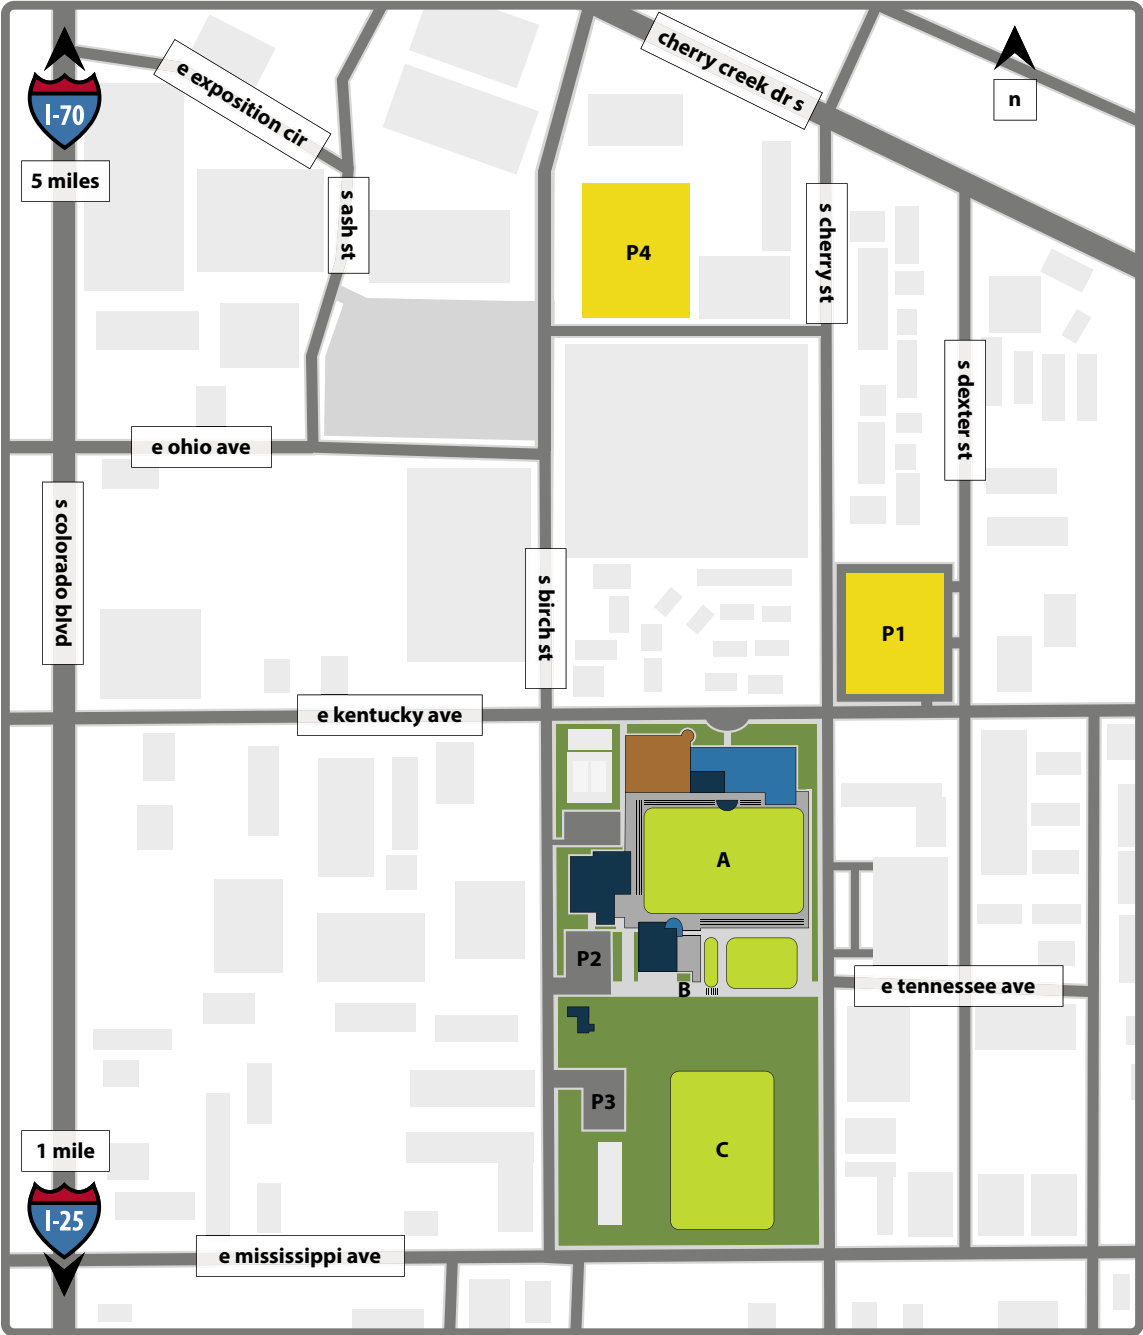 e exposition cir
cherry creek dr s
n
I-70
5 miles
s ash st
s cherry st
P4
s dexter st
e ohio ave
s colorado blvd
s birch st
P1
e kentucky ave
A
P2
B
e tennessee ave
P3
C
1 mile
I-25
e mississippi ave